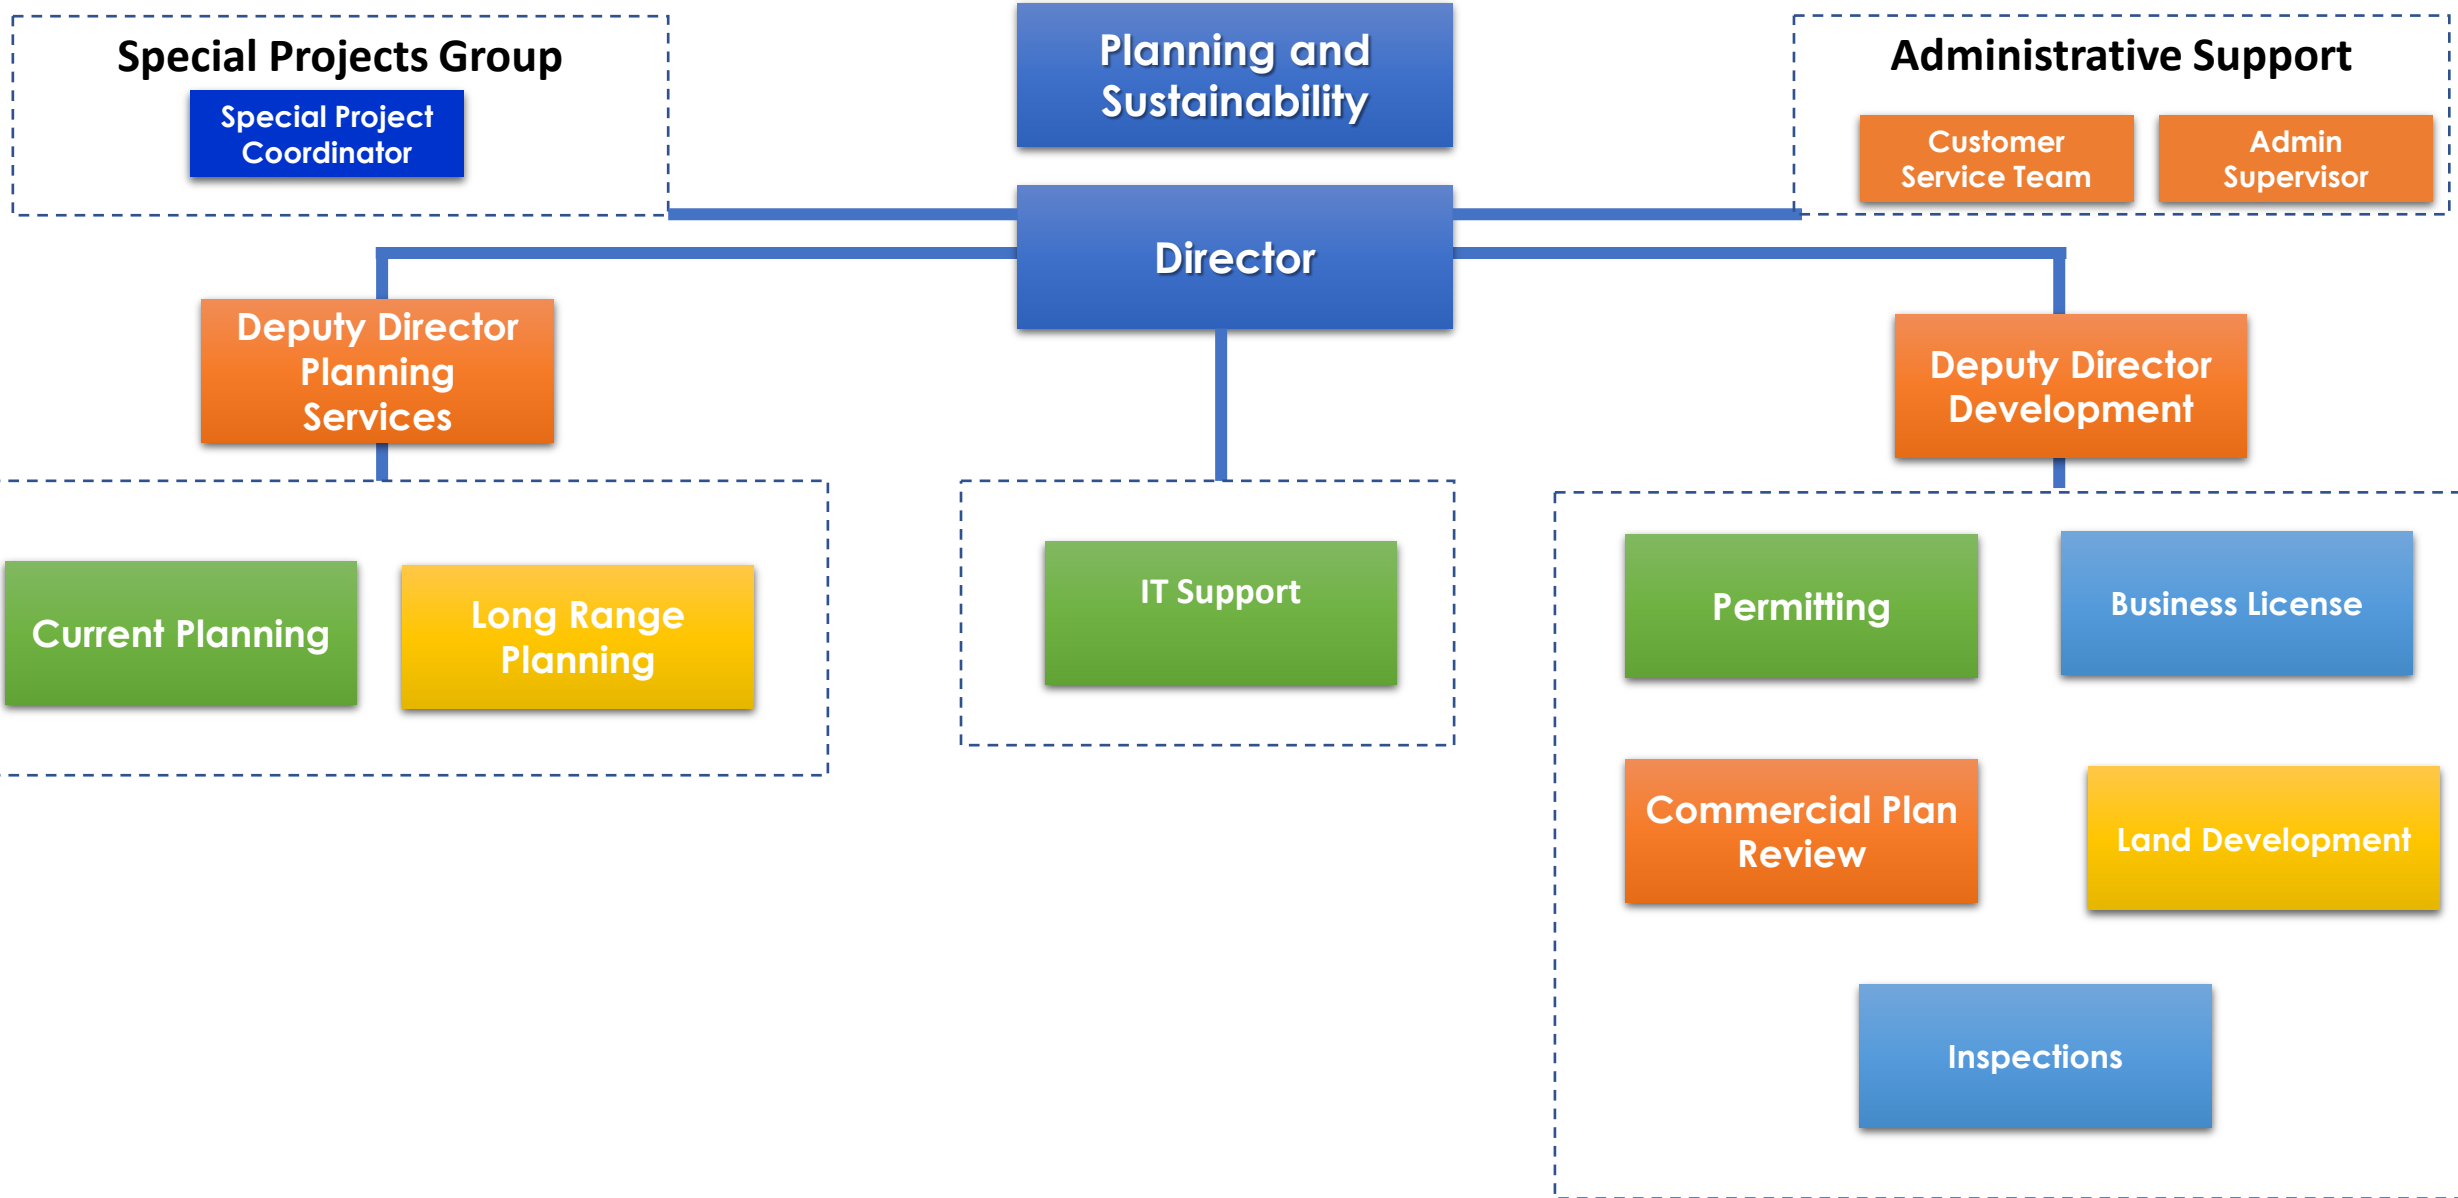 Special Projects Group
Special Project
Coordinator
Planning and
Sustainability
Administrative Support
Customer
Service Team
Admin
Supervisor
Director
Deputy Director
Planning
Services
Deputy Director
Development
Current Planning
Long Range
Planning
IT Support
Permitting
Business License
Commercial Plan
Review
Land Development
Inspections